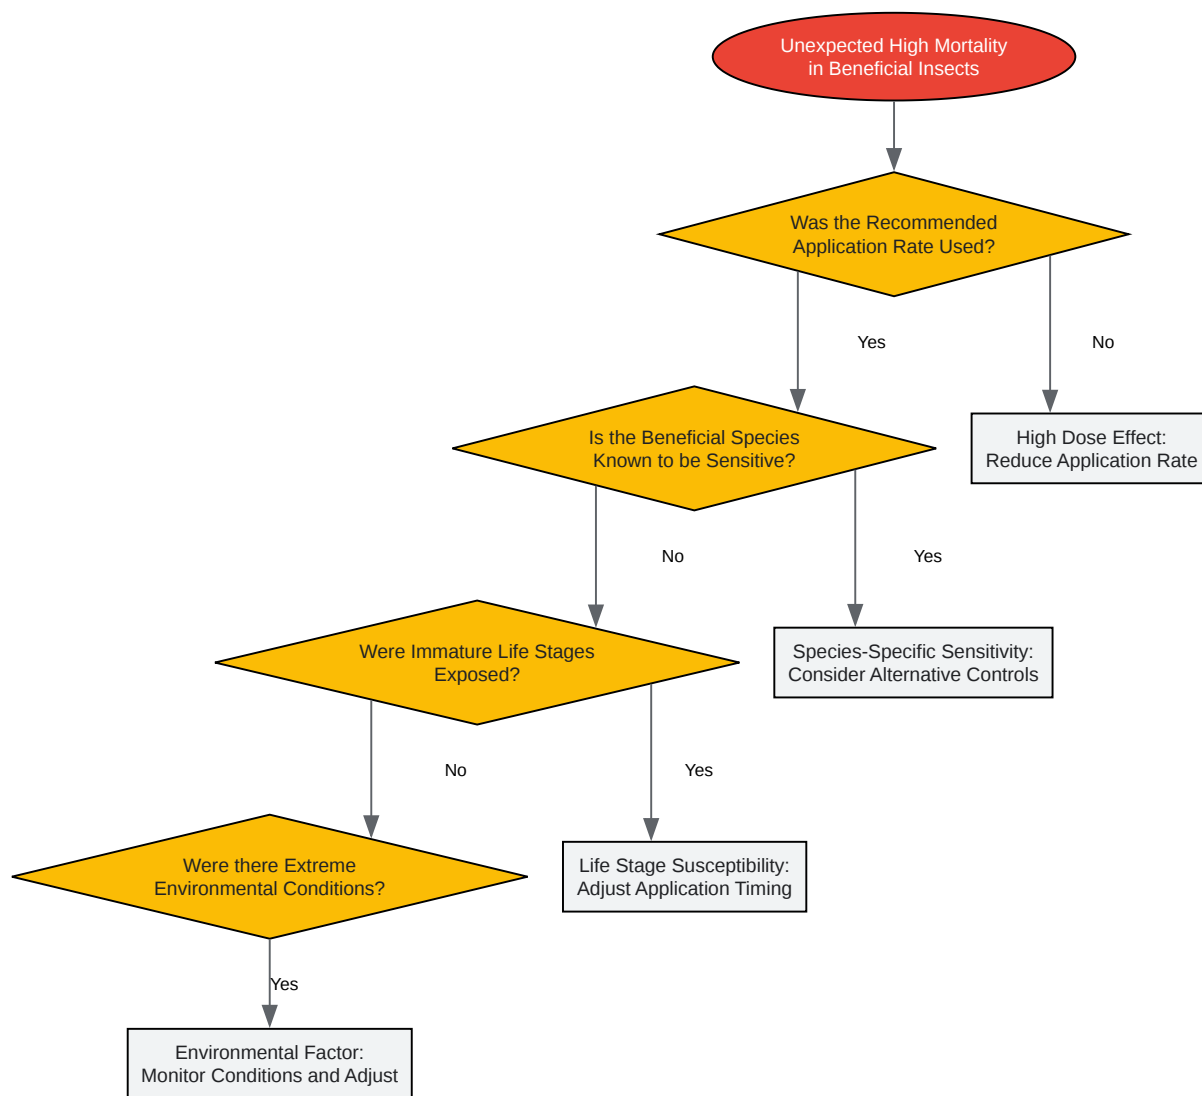 Unexpected High Mortality
in Beneficial Insects
Was the Recommended
Application Rate Used?
Yes
No
Is the Beneficial Species
Known to be Sensitive?
High Dose Effect:
Reduce Application Rate
No
Yes
Were Immature Life Stages
Exposed?
Species-Specific Sensitivity:
Consider Alternative Controls
No
Yes
Were there Extreme
Environmental Conditions?
Life Stage Susceptibility:
Adjust Application Timing
Yes
Environmental Factor:
Monitor Conditions and Adjust